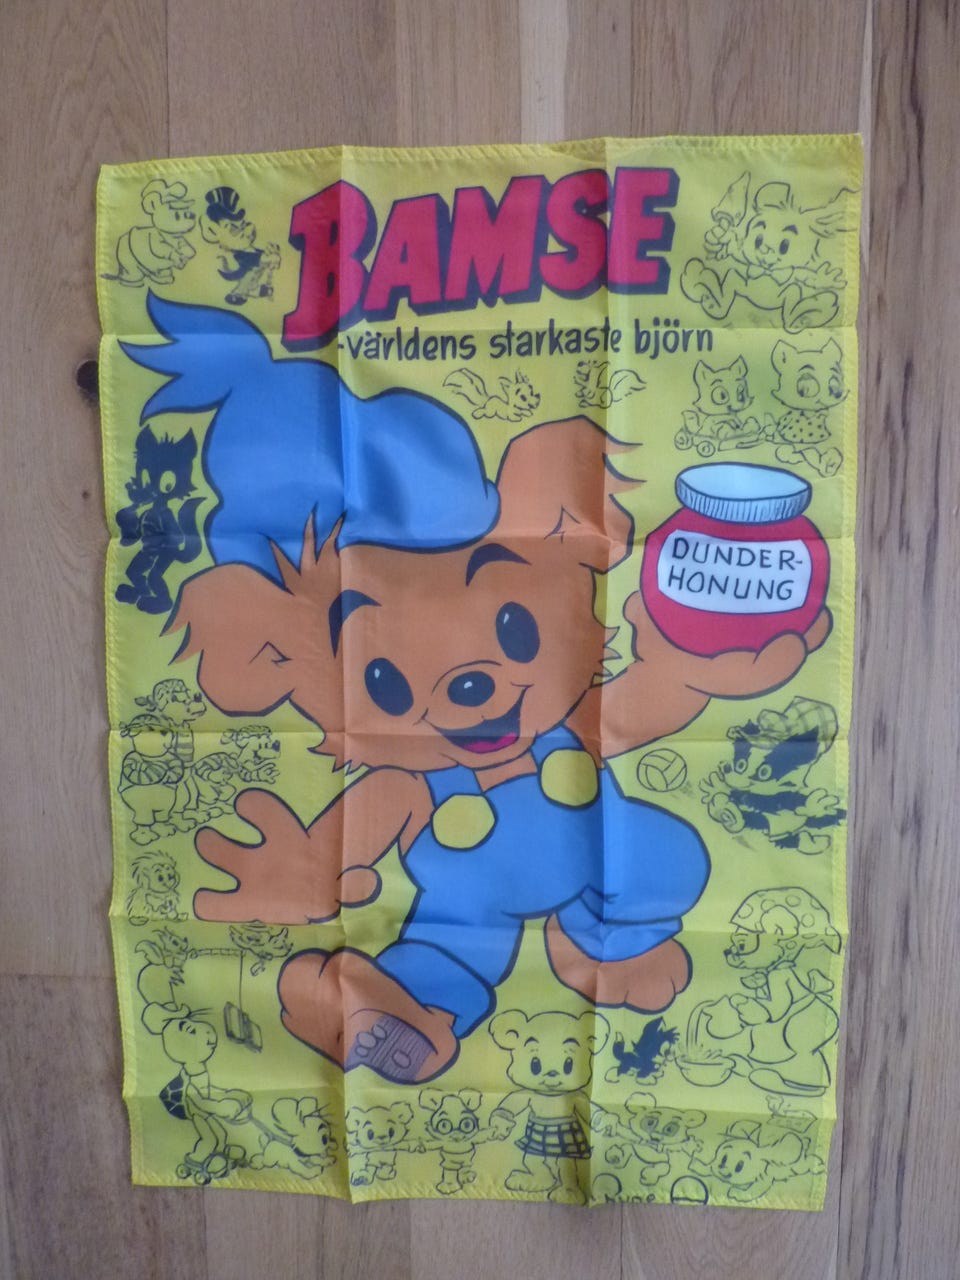 BAMSE
-världens starkaste björn
DUNDER-
HONUNG